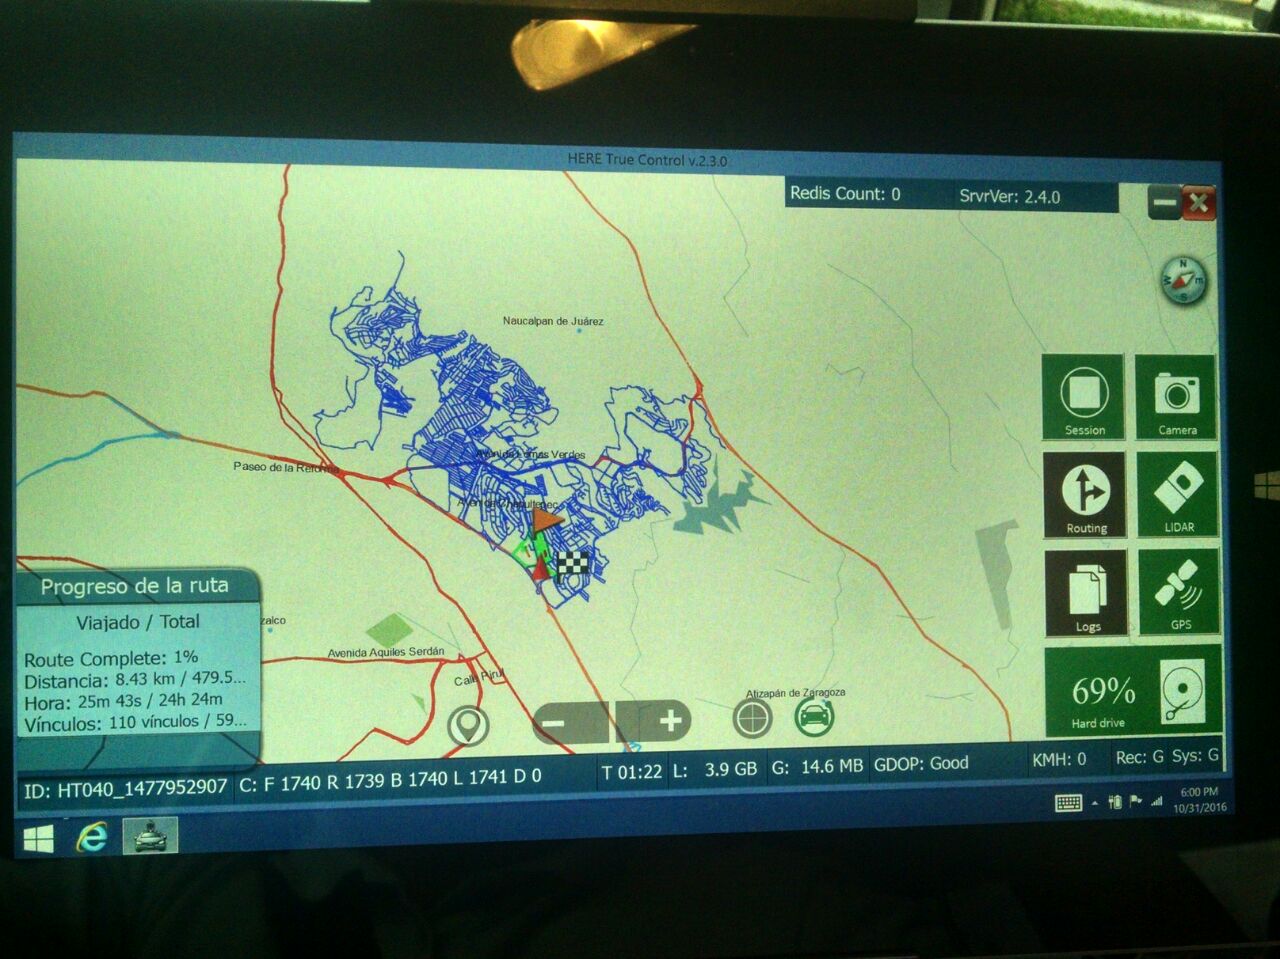 HERE True Control v.2.3.0
Redis Count: 0 SrvrVer: 2.4.0
N
W E
S
Naucalpan de Juárez
Session Camera
Avenida Lomas Verdes
Paseo de la Reforma
Avenida Chapultepec
Routing LIDAR
Logs GPS
Progreso de la ruta
Viajado / Total
Route Complete: 1%
Distancia: 8.43 km / 479.5...
Hora: 25m 43s / 24h 24m
Vínculos: 110 vínculos / 59...
zalco
Avenida Aquiles Serdán
Calle Pirul
Atizapán de Zaragoza
69%
Hard drive
ID: HT040_1477952907 C: F 1740 R 1739 B 1740 L 1741 D 0 T 01:22 L: 3.9 GB G: 14.6 MB GDOP: Good KMH: 0 Rec: G Sys: G
6:00 PM
10/31/2016